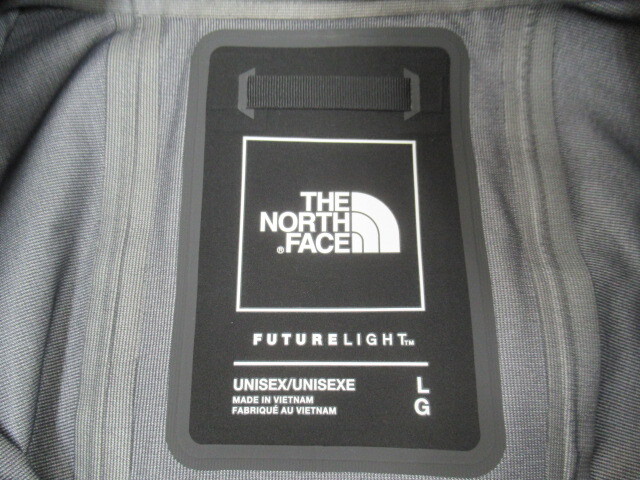 THE
NORTH
FACE
®
FUTURELIGHT™
UNISEX/UNISEXE L
MADE IN VIETNAM G
FABRIQUÉ AU VIETNAM